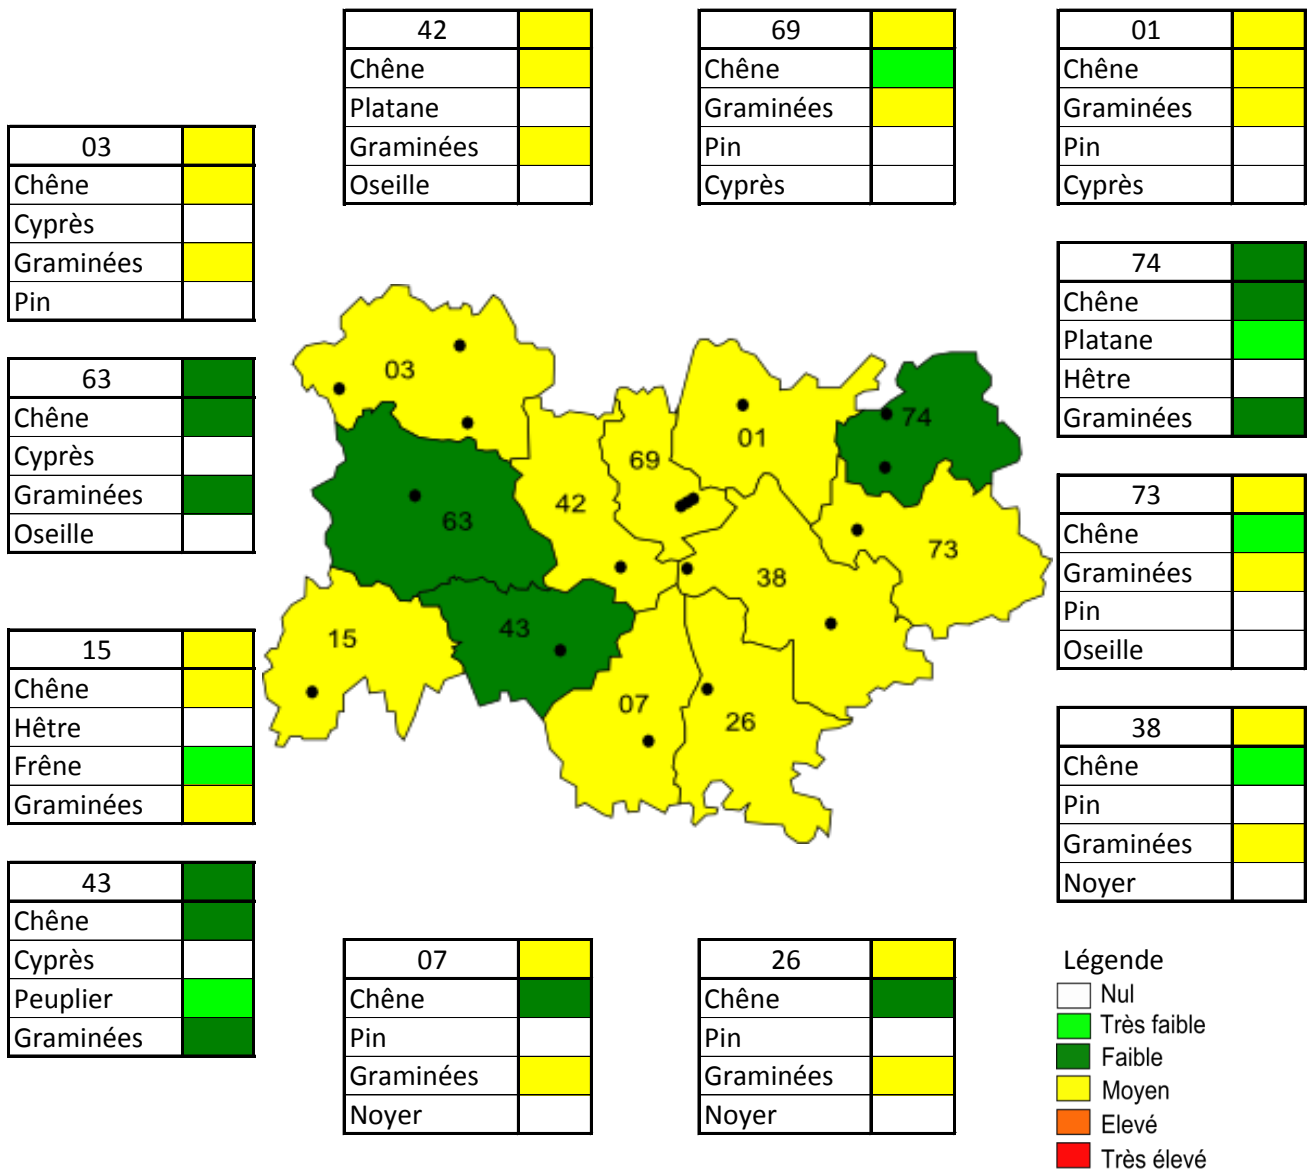 42
Chêne
Platane
Graminées
Oseille
69
Chêne
Graminées
Pin
Cyprès
01
Chêne
Graminées
Pin
Cyprès
03
Chêne
Cyprès
Graminées
Pin
74
Chêne
Platane
Hêtre
Graminées
63
Chêne
Cyprès
Graminées
Oseille
73
Chêne
Graminées
Pin
Oseille
15
Chêne
Hêtre
Frêne
Graminées
38
Chêne
Pin
Graminées
Noyer
43
Chêne
Cyprès
Peuplier
Graminées
07
Chêne
Pin
Graminées
Noyer
26
Chêne
Pin
Graminées
Noyer
03
74
01
69
42
63
73
38
43
15
07
26
Légende
Nul
Très faible
Faible
Moyen
Elevé
Très élevé